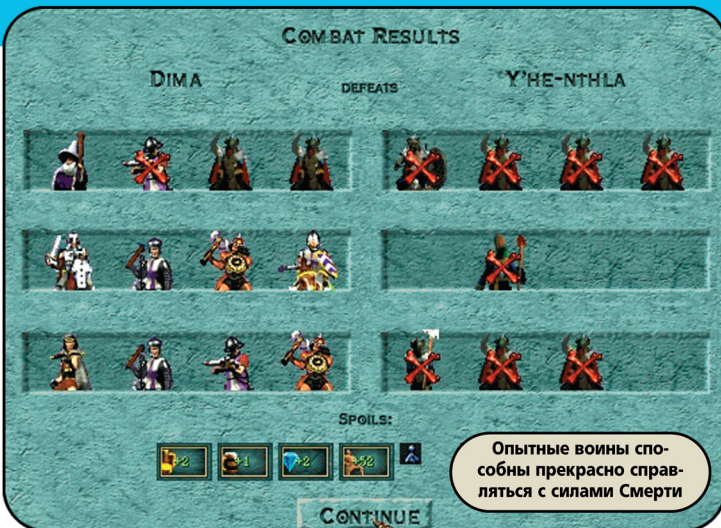 COMBAT RESULTS
DIMA
DEFEATS
Y'HE-NTHLA
SPOILS:
+2
+1
+2
+52
Опытные воины спо-
собны прекрасно справ-
ляться с силами Смерти
CONTINUE